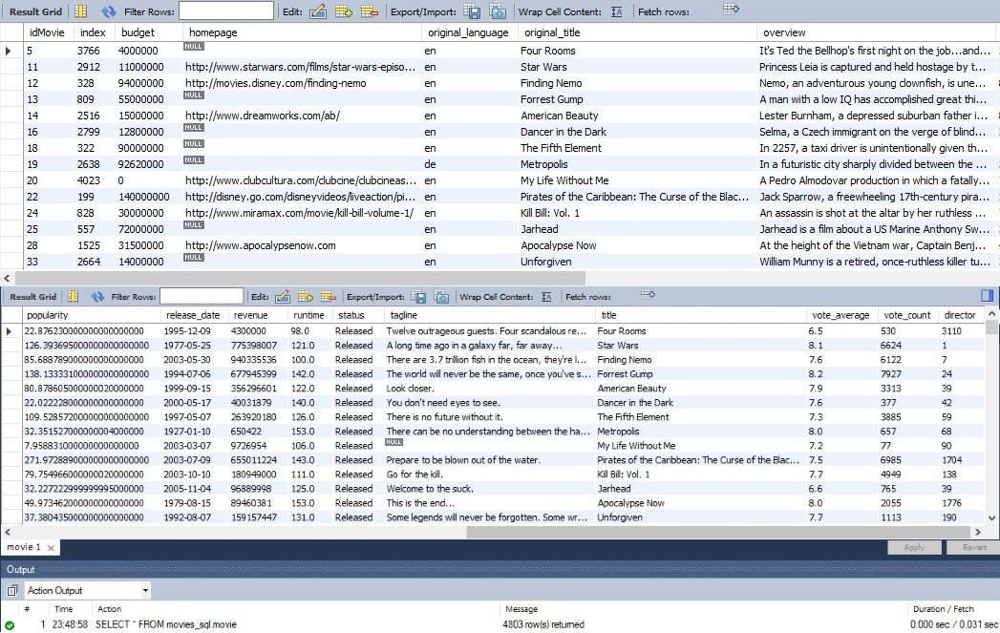 Result Grid Filter Rows: Edit: Export/Import: Wrap Cell Content: Fetch rows:
idMovie index budget homepage original_language original_title overview
5 3766 4000000 NULL en Four Rooms It's Ted the Bellhop's first night on the job...and...
11 2912 11000000 http://www.starwars.com/films/star-wars-episo... en Star Wars Princess Leia is captured and held hostage by t...
12 328 94000000 http://movies.disney.com/finding-nemo en Finding Nemo Nemo, an adventurous young clownfish, is une...
13 809 55000000 NULL en Forrest Gump A man with a low IQ has accomplished great thi...
14 2516 15000000 http://www.dreamworks.com/ab/ en American Beauty Lester Burnham, a depressed suburban father i...
16 2799 12800000 NULL en Dancer in the Dark Selma, a Czech immigrant on the verge of blind...
18 322 90000000 NULL en The Fifth Element In 2257, a taxi driver is unintentionally given th...
19 2638 92620000 NULL de Metropolis In a futuristic city sharply divided between the ...
20 4023 0 http://www.clubcultura.com/clubcine/clubcineas... en My Life Without Me A Pedro Almodovar production in which a fatally...
22 199 140000000 http://disney.go.com/disneyvideos/liveaction/pi... en Pirates of the Caribbean: The Curse of the Blac... Jack Sparrow, a freewheeling 17th-century pira...
24 828 30000000 http://www.miramax.com/movie/kill-bill-volume-1/ en Kill Bill: Vol. 1 An assassin is shot at the altar by her ruthless ...
25 557 72000000 NULL en Jarhead Jarhead is a film about a US Marine Anthony Sw...
28 1525 31500000 http://www.apocalypsenow.com en Apocalypse Now At the height of the Vietnam war, Captain Benj...
33 2664 14000000 NULL en Unforgiven William Munny is a retired, once-ruthless killer tu...
Result Grid Filter Rows: Edit: Export/Import: Wrap Cell Content: Fetch rows:
popularity release_date revenue runtime status tagline title vote_average vote_count director
22.876230000000000000000 1995-12-09 4300000 98.0 Released Twelve outrageous guests. Four scandalous re... Four Rooms 6.5 530 3110
126.393695000000000000000 1977-05-25 775398007 121.0 Released A long time ago in a galaxy far, far away... Star Wars 8.1 6624 1
85.688789000000000000000 2003-05-30 940335536 100.0 Released There are 3.7 trillion fish in the ocean, they're l... Finding Nemo 7.6 6122 7
138.133331000000000000000 1994-07-06 677945399 142.0 Released The world will never be the same, once you've s... Forrest Gump 8.2 7927 24
80.878605000000020000000 1999-09-15 356296601 122.0 Released Look closer. American Beauty 7.9 3313 39
22.022228000000000000000 2000-05-17 40031879 140.0 Released You don't need eyes to see. Dancer in the Dark 7.6 377 42
109.528572000000000000000 1997-05-07 263920180 126.0 Released There is no future without it. The Fifth Element 7.3 3885 59
32.351527000000004000000 1927-01-10 650422 153.0 Released There can be no understanding between the ha... Metropolis 8.0 657 68
7.958831000000000000000 2003-03-07 9726954 106.0 Released NULL My Life Without Me 7.2 77 90
271.972889000000000000000 2003-07-09 655011224 143.0 Released Prepare to be blown out of the water. Pirates of the Caribbean: The Curse of the Blac... 7.5 6985 1704
79.754966000000020000000 2003-10-10 180949000 111.0 Released Go for the kill. Kill Bill: Vol. 1 7.7 4949 138
32.227222999999995000000 2005-11-04 96889998 125.0 Released Welcome to the suck. Jarhead 6.6 765 39
49.973462000000000000000 1979-08-15 89460381 153.0 Released This is the end... Apocalypse Now 8.0 2055 1776
37.380435000000000000000 1992-08-07 159157447 131.0 Released Some legends will never be forgotten. Some wr... Unforgiven 7.7 1113 190
movie 1 Apply Revert
Output
Action Output
# Time Action Message Duration / Fetch
1 23:48:58 SELECT * FROM movies_sql.movie 4803 row(s) returned 0.000 sec / 0.031 sec